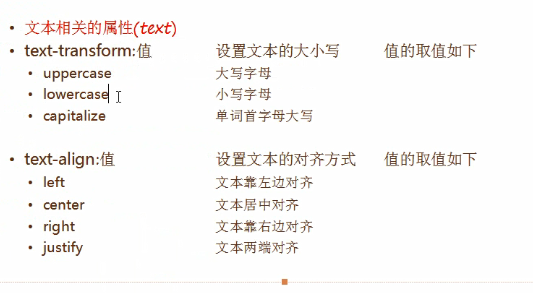 • 文本相关的属性(text)
• text-transform:值 设置文本的大小写 值的取值如下
• uppercase 大写字母
• lowercase 小写字母
• capitalize 单词首字母大写
• text-align:值 设置文本的对齐方式 值的取值如下
• left 文本靠左边对齐
• center 文本居中对齐
• right 文本靠右边对齐
• justify 文本两端对齐